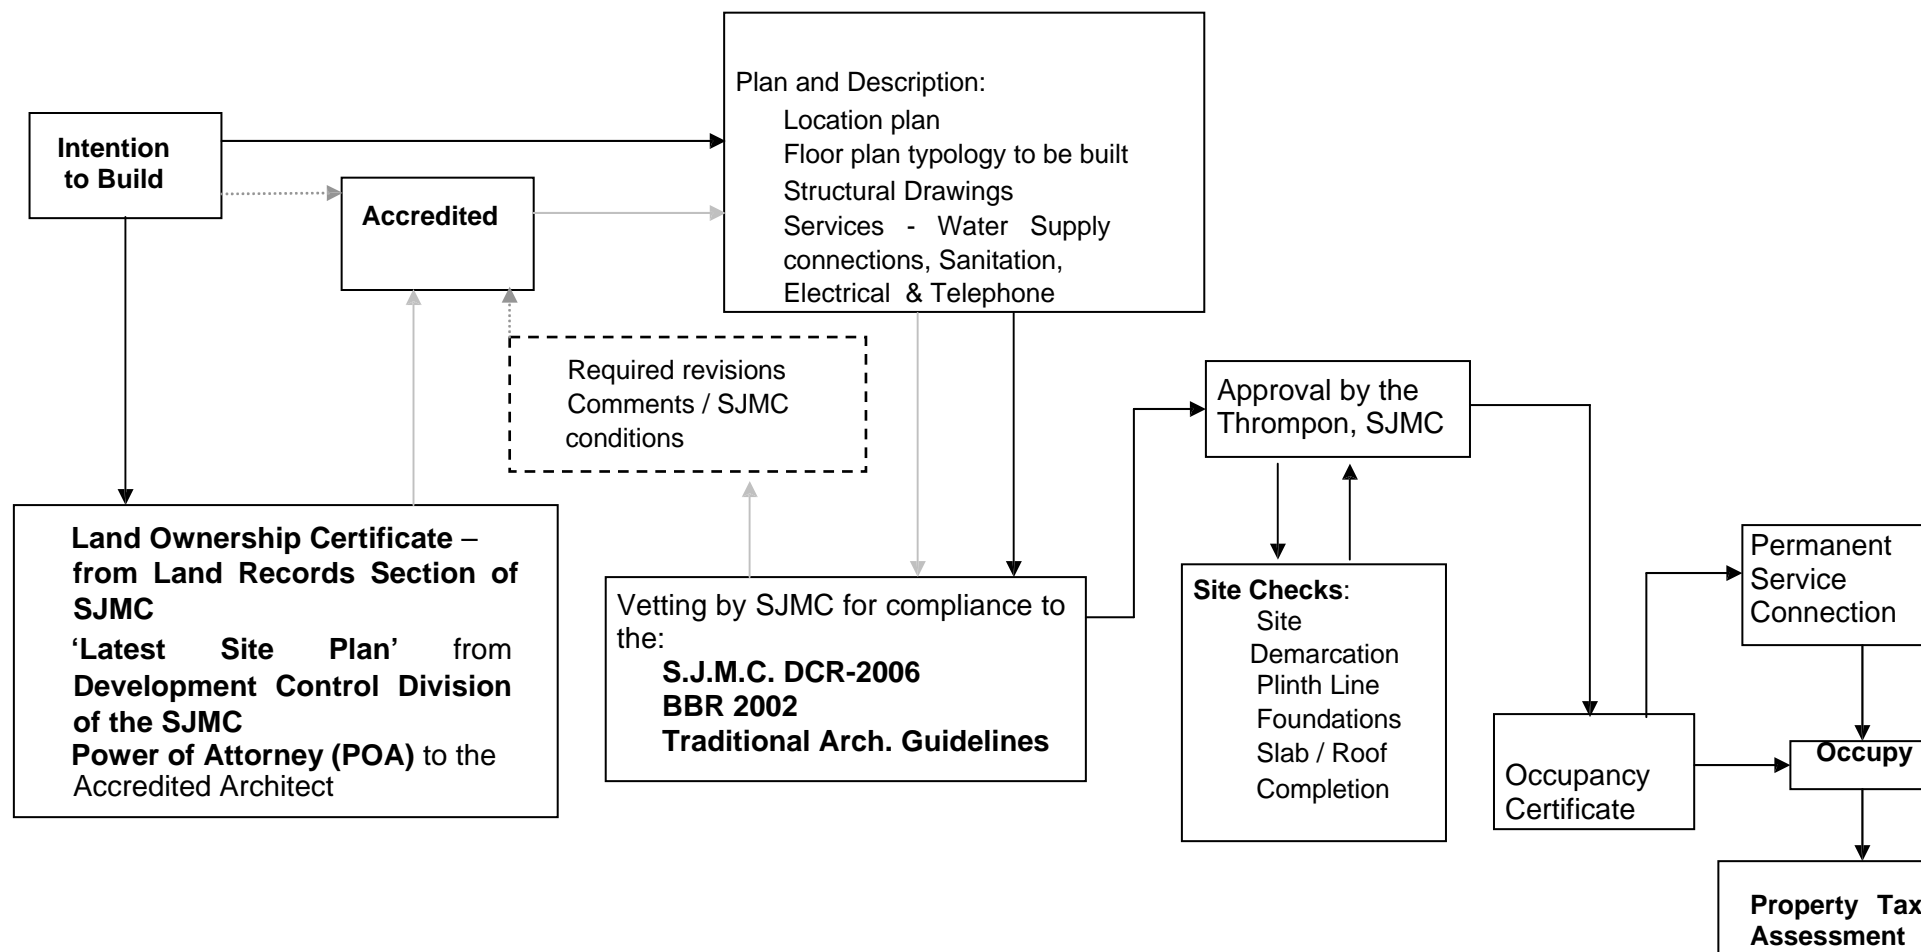 Plan and Description:
Location plan
Floor plan typology to be built
Structural Drawings
Services - Water Supply
connections, Sanitation,
Electrical & Telephone
Intention
to Build
Accredited
Required revisions
Comments / SJMC
conditions
Approval by the
Thrompon, SJMC
Land Ownership Certificate –
from Land Records Section of
SJMC
‘Latest Site Plan’ from
Development Control Division
of the SJMC
Power of Attorney (POA) to the
Accredited Architect
Vetting by SJMC for compliance to
the:
S.J.M.C. DCR-2006
BBR 2002
Traditional Arch. Guidelines
Site Checks:
Site
Demarcation
Plinth Line
Foundations
Slab / Roof
Completion
Permanent
Service
Connection
Occupancy
Certificate
Occupy
Property Tax
Assessment